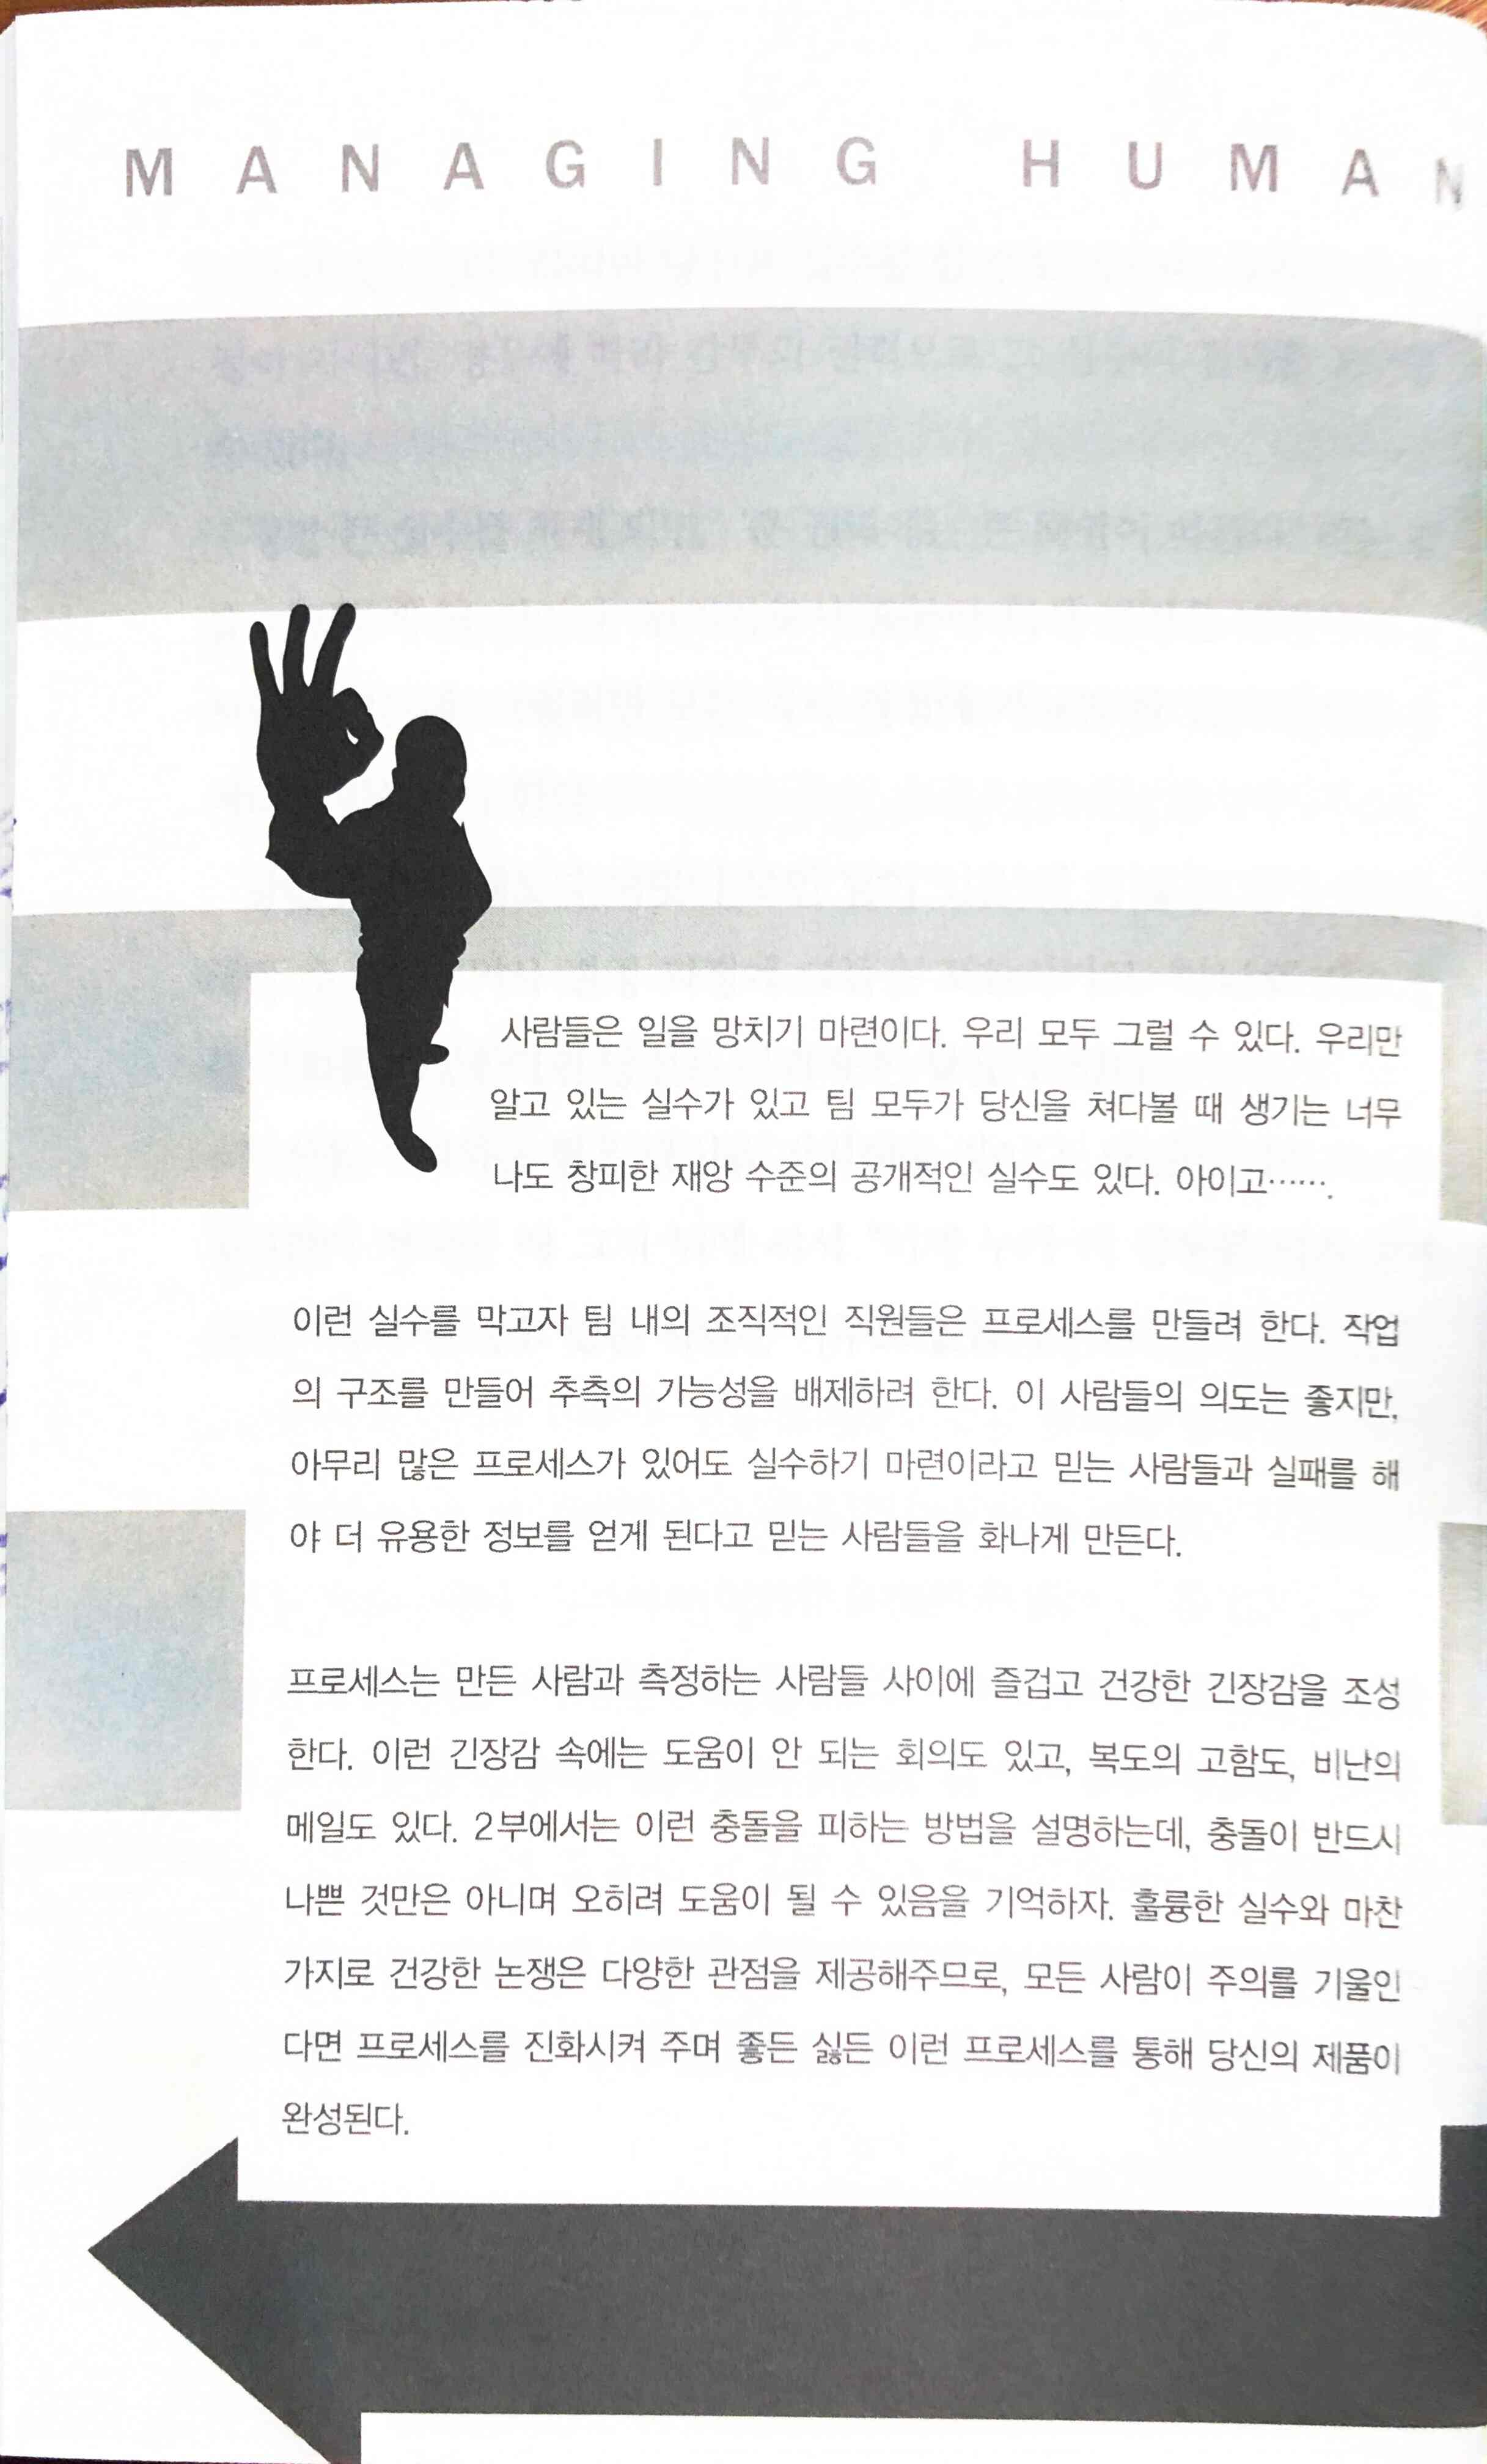 MANAGING HUMAN
사람들은 일을 망치기 마련이다. 우리 모두 그럴 수 있다. 우리만
알고 있는 실수가 있고 팀 모두가 당신을 쳐다볼 때 생기는 너무
나도 창피한 재앙 수준의 공개적인 실수도 있다. 아이고…….
이런 실수를 막고자 팀 내의 조직적인 직원들은 프로세스를 만들려 한다. 작업
의 구조를 만들어 추측의 가능성을 배제하려 한다. 이 사람들의 의도는 좋지만,
아무리 많은 프로세스가 있어도 실수하기 마련이라고 믿는 사람들과 실패를 해
야 더 유용한 정보를 얻게 된다고 믿는 사람들을 화나게 만든다.
프로세스는 만든 사람과 측정하는 사람들 사이에 즐겁고 건강한 긴장감을 조성
한다. 이런 긴장감 속에는 도움이 안 되는 회의도 있고, 복도의 고함도, 비난의
메일도 있다. 2부에서는 이런 충돌을 피하는 방법을 설명하는데, 충돌이 반드시
나쁜 것만은 아니며 오히려 도움이 될 수 있음을 기억하자. 훌륭한 실수와 마찬
가지로 건강한 논쟁은 다양한 관점을 제공해주므로, 모든 사람이 주의를 기울인
다면 프로세스를 진화시켜 주며 좋든 싫든 이런 프로세스를 통해 당신의 제품이
완성된다.